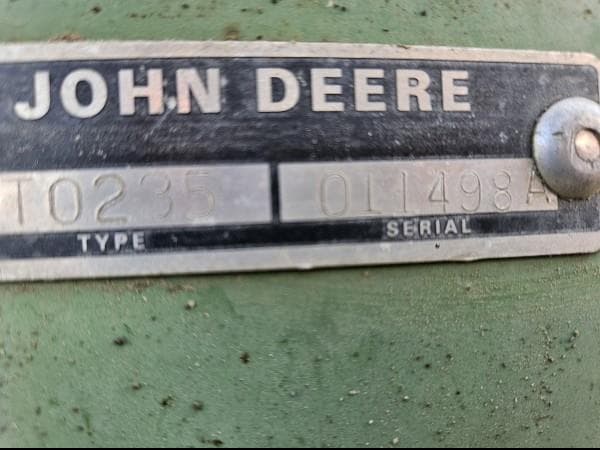 JOHN DEERE
T0235 011498A
TYPE SERIAL